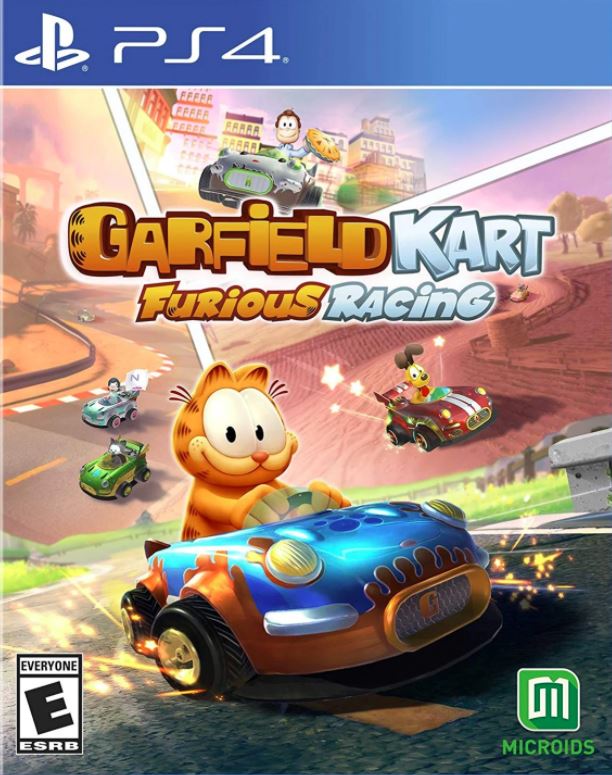 PS4
GARFIELD KART
FURIOUS RACING
N
G
EVERYONE
E
ESRB
MICROIDS